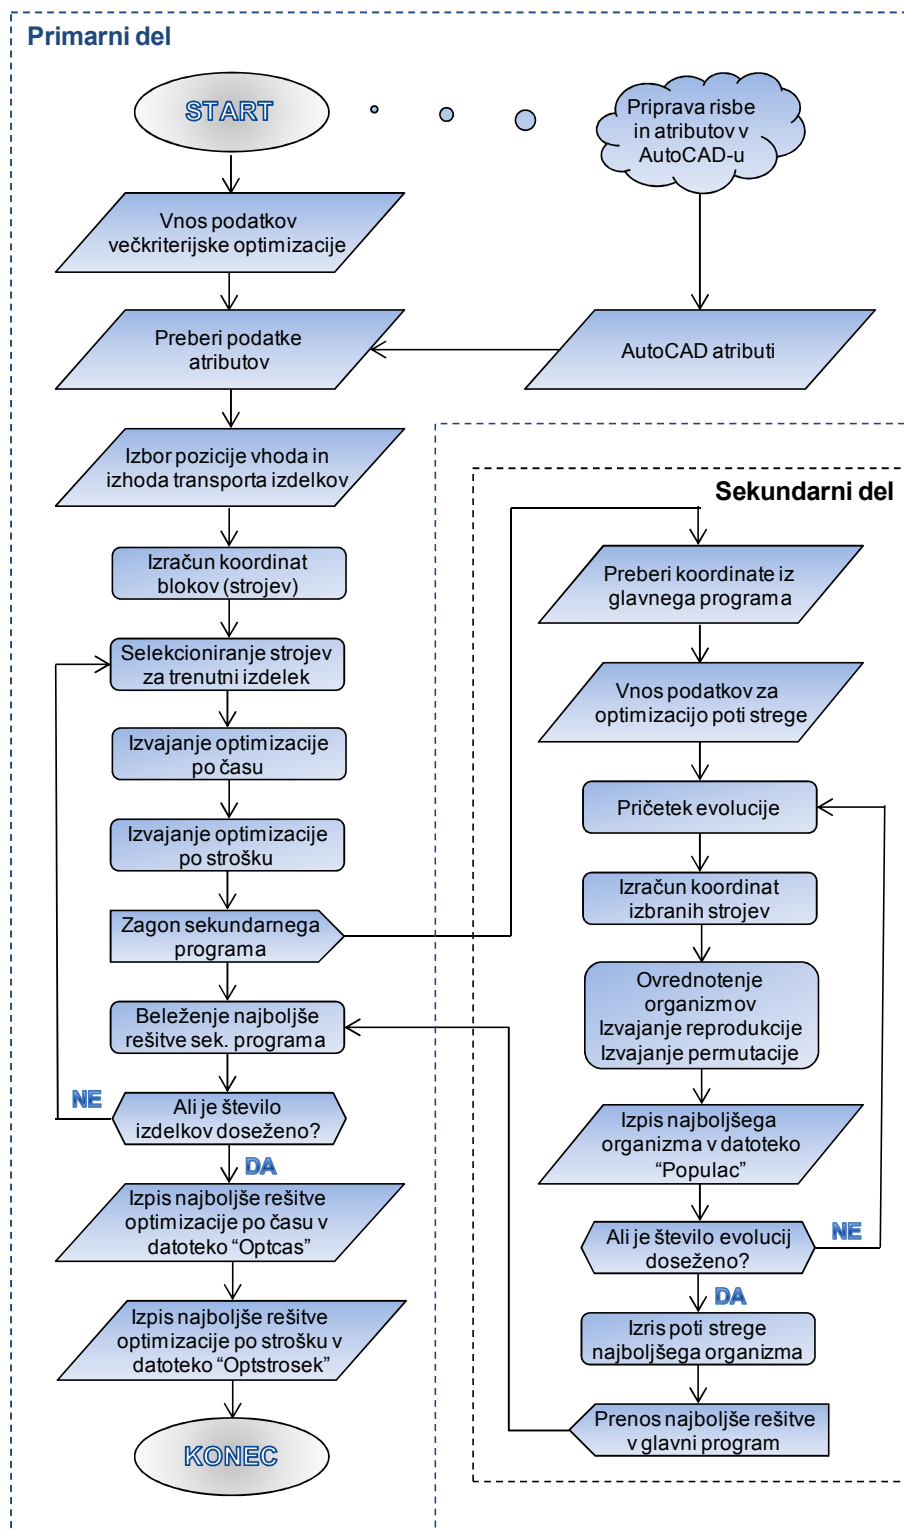 Primarni del
START
Priprava risbe
in atributov v
AutoCAD-u
Vnos podatkov
večkriterijske optimizacije
Preberi podatke
atributov
AutoCAD atributi
Izbor pozicije vhoda in
izhoda transporta izdelkov
Izračun koordinat
blokov (strojev)
Selekcioniranje strojev
za trenutni izdelek
Izvajanje optimizacije
po času
Izvajanje optimizacije
po strošku
Zagon sekundarnega
programa
Beleženje najboljše
rešitve sek. programa
NE
Ali je število
izdelkov doseženo?
DA
Izpis najboljše rešitve
optimizacije po času v
datoteko “Optcas”
Izpis najboljše rešitve
optimizacije po strošku v
datoteko “Optstrosek”
KONEC
Sekundarni del
Preberi koordinate iz
glavnega programa
Vnos podatkov za
optimizacijo poti strege
Pričetek evolucije
Izračun koordinat
izbranih strojev
Ovrednotenje
organizmov
Izvajanje reprodukcije
Izvajanje permutacije
Izpis najboljšega
organizma v datoteko
“Populac”
Ali je število evolucij
doseženo?
NE
DA
Izris poti strege
najboljšega organizma
Prenos najboljše rešitve
v glavni program